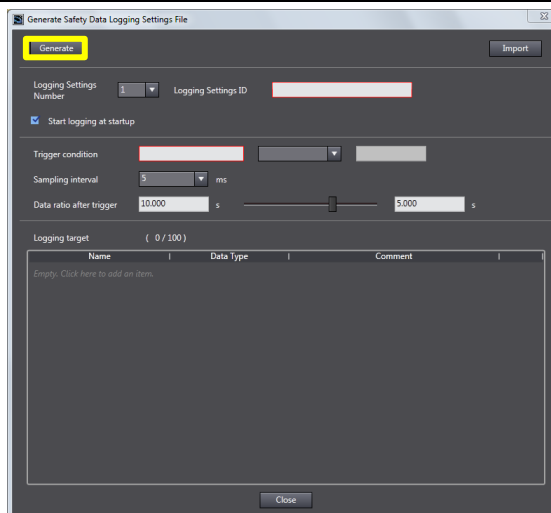 Generate Safety Data Logging Settings File
Generate
Import
Logging Settings
Number
1
Logging Settings ID
Start logging at startup
Trigger condition
Sampling interval
5
ms
Data ratio after trigger
10.000
s
5.000
s
Logging target
( 0 / 100 )
Name
Data Type
Comment
Empty. Click here to add an item.
Close